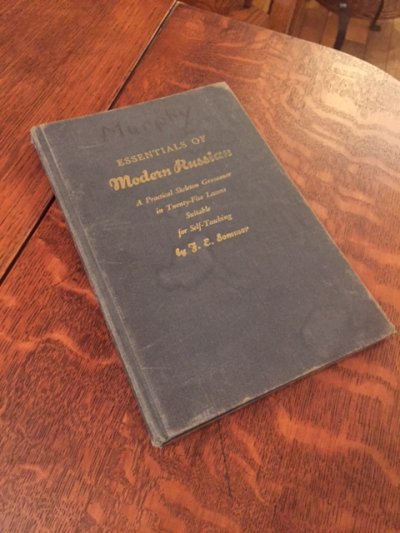 Murphy
ESSENTIALS OF
Modern Russian
A Practical Skeleton Grammar
in Twenty-Five Lessons
Suitable
for Self-Teaching
by F. E. Sommer